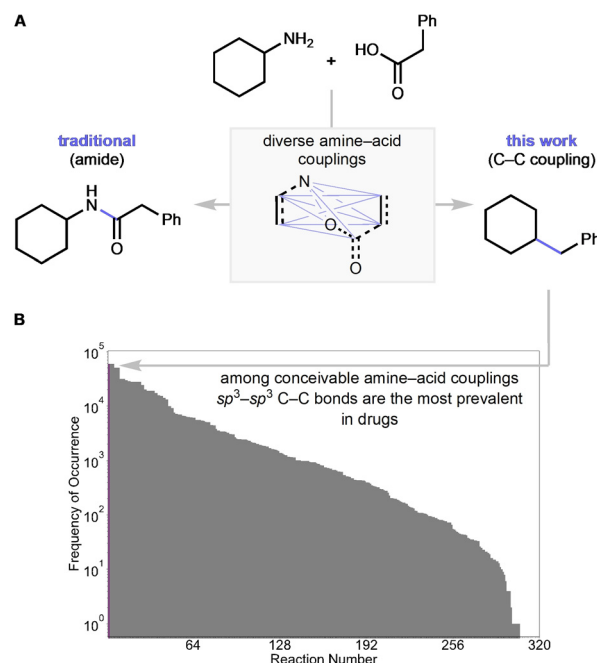 A
NH2
+
HO
O
Ph
traditional
(amide)
diverse amine–acid
couplings
this work
(C–C coupling)
H
N
O
Ph
N
O
O
Ph
B
among conceivable amine–acid couplings
sp3–sp3 C–C bonds are the most prevalent
in drugs
Frequency of Occurrence
10^5
10^4
10^3
10^2
10^1
10^0
64
128
192
256
320
Reaction Number